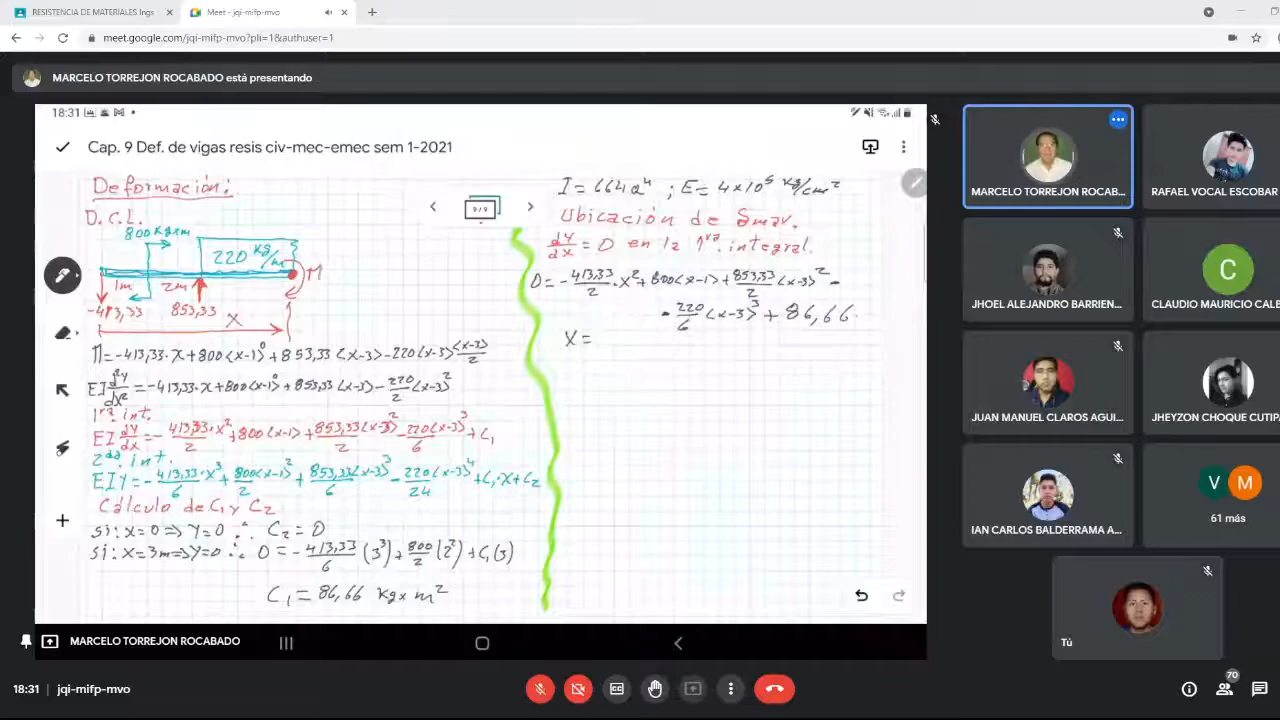 RESISTENCIA DE MATERIALES Ings
Meet - jqi-mifp-mvo
meet.google.com/jqi-mifp-mvo?pli=1&authuser=1
MARCELO TORREJON ROCABADO está presentando
18:31
Cap. 9 Def. de vigas resis civ-mec-emec sem 1-2021
Deformación:
D.C.L.
800 kgxm
220 kg/m
M
1m 2m
-413,33 853,33
X
M=-413,33·x+800<x-1>⁰+853,33<x-3>-220<x-3><x-3>/2
EI d²y/dx²=-413,33·x+800<x-1>⁰+853,33<x-3>-220/2<x-3>²
1ra int.
EI dy/dx=-413,33·x²/2+800<x-1>+853,33<x-3>²/2-220<x-3>³/6+C₁
2da. int.
EIY=-413,33·x³/6+800<x-1>²/2+853,33<x-3>³/6-220<x-3>⁴/24+C₁·x+C₂
Cálculo de C₁ y C₂
si: x=0=>Y=0 ∴ C₂=0
si: x=3m=>Y=0 ∴ 0=-413,33/6(3³)+800/2(2²)+C₁(3)
C₁=86,66 kgxm²
9/9
I=664a⁴ ; E=4x10⁵ kg/cm²
Ubicación de δmax.
dY/dx=0 en la 1ra. integral.
0=-413,33/2·x²+800<x-1>+853,33/2<x-3>²-
-220/6<x-3>³+86,66
X=
MARCELO TORREJON ROCABADO
MARCELO TORREJON ROCAB...
RAFAEL VOCAL ESCOBAR
JHOEL ALEJANDRO BARRIEN...
C
CLAUDIO MAURICIO CALE
JUAN MANUEL CLAROS AGUI...
JHEYZON CHOQUE CUTIP
IAN CARLOS BALDERRAMA A...
V M
61 más
Tú
18:31 | jqi-mifp-mvo
70